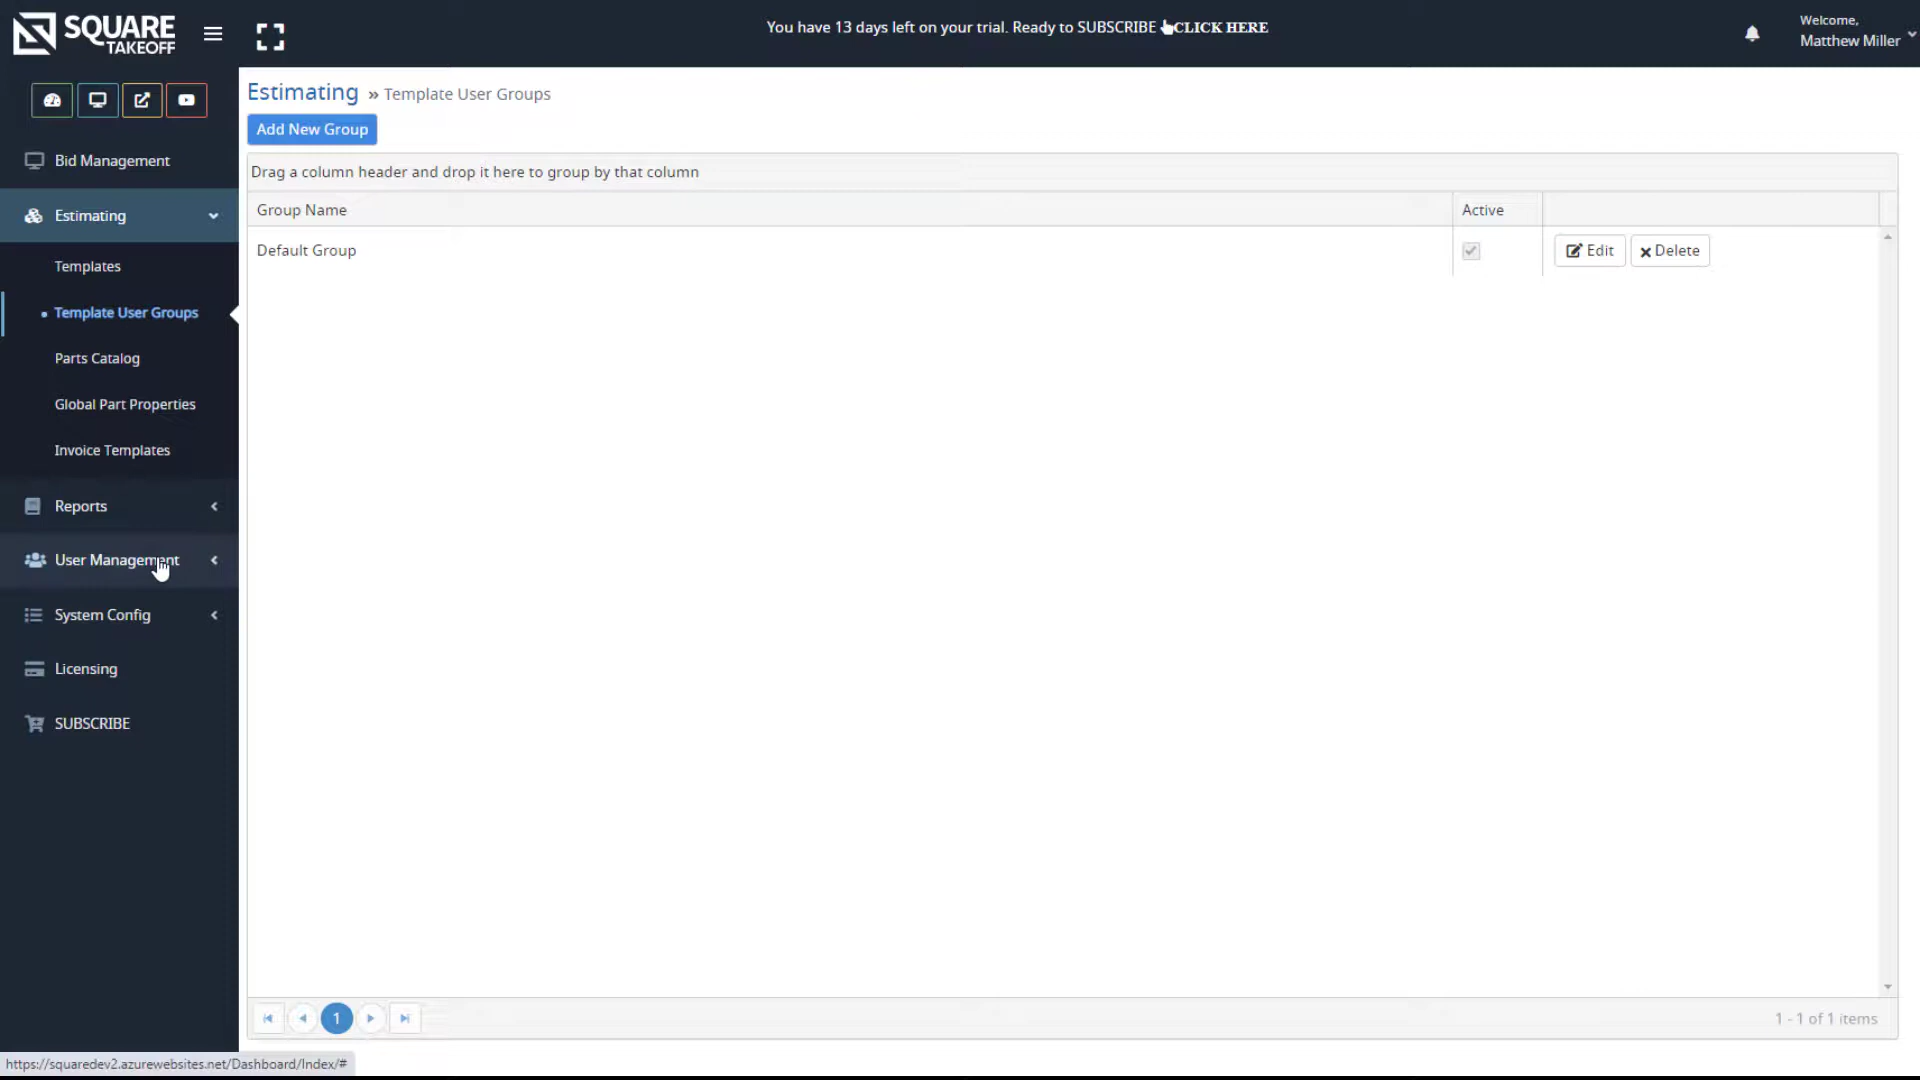 SQUARE
TAKEOFF
You have 13 days left on your trial. Ready to SUBSCRIBE CLICK HERE
Welcome,
Matthew Miller
Bid Management
Estimating
Templates
Template User Groups
Parts Catalog
Global Part Properties
Invoice Templates
Reports
User Management
System Config
Licensing
SUBSCRIBE
Estimating » Template User Groups
Add New Group
Drag a column header and drop it here to group by that column
Group Name Active
Default Group Edit Delete
1 1 - 1 of 1 items
https://squaredev2.azurewebsites.net/Dashboard/Index/#